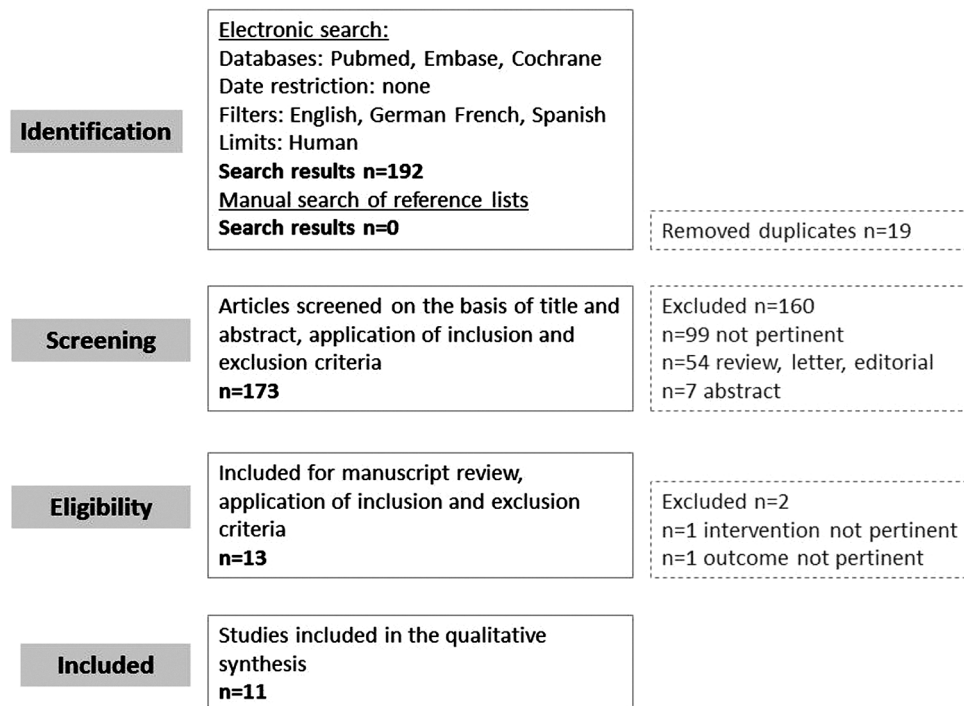 Identification
Electronic search:
Databases: Pubmed, Embase, Cochrane
Date restriction: none
Filters: English, German French, Spanish
Limits: Human
Search results n=192
Manual search of reference lists
Search results n=0
Removed duplicates n=19
Screening
Articles screened on the basis of title and
abstract, application of inclusion and
exclusion criteria
n=173
Excluded n=160
n=99 not pertinent
n=54 review, letter, editorial
n=7 abstract
Eligibility
Included for manuscript review,
application of inclusion and exclusion
criteria
n=13
Excluded n=2
n=1 intervention not pertinent
n=1 outcome not pertinent
Included
Studies included in the qualitative
synthesis
n=11